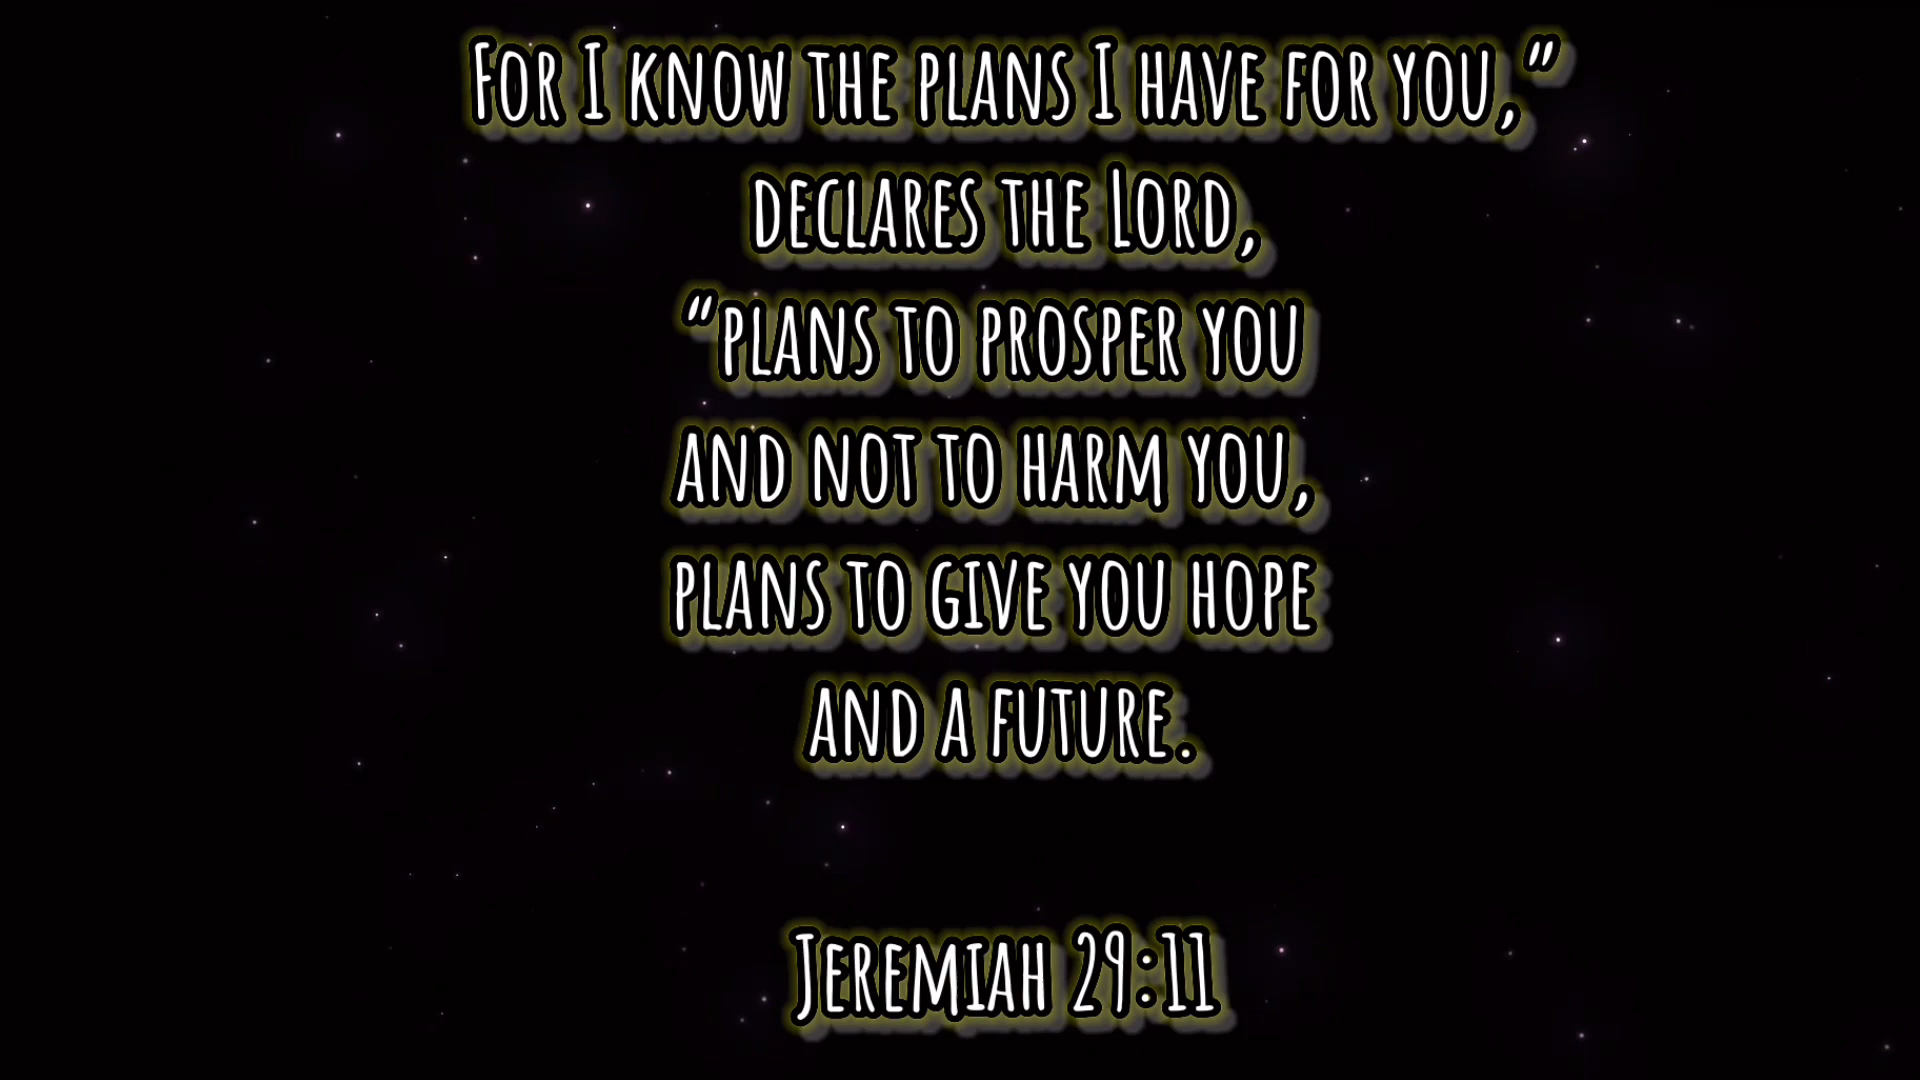 For I know the plans I have for you,”
declares the Lord,
“plans to prosper you
and not to harm you,
plans to give you hope
and a future.
Jeremiah 29:11